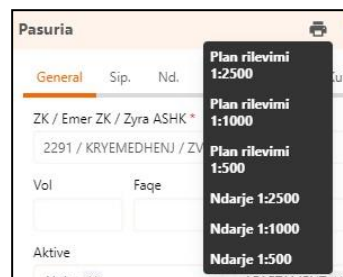 Pasuria
General Sip. Nd.
ZK / Emer ZK / Zyra ASHK *
2291 / KRYEMEDHENJ / ZV
Vol Faqe
Aktive
Plan rilevimi
1:2500
Plan rilevimi
1:1000
Plan rilevimi
1:500
Ndarje 1:2500
Ndarje 1:1000
Ndarje 1:500